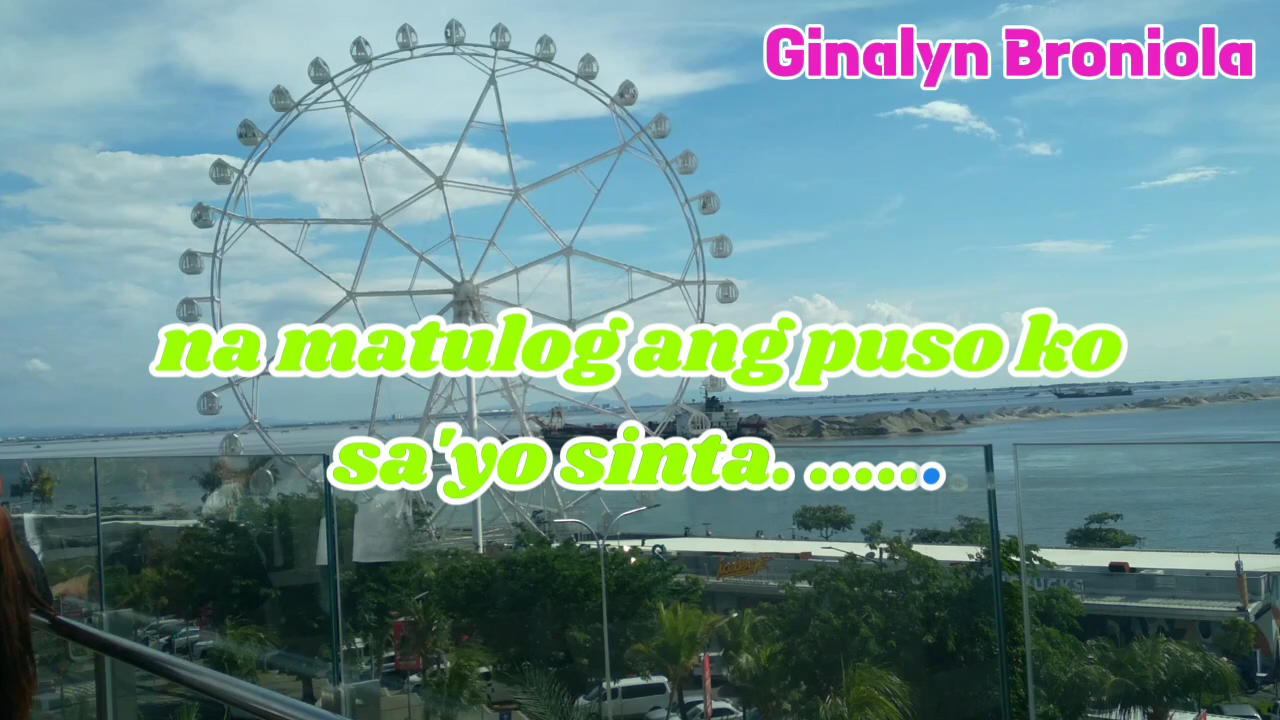 Ginalyn Broniola
na matulog ang puso ko
sa'yo sinta. .......